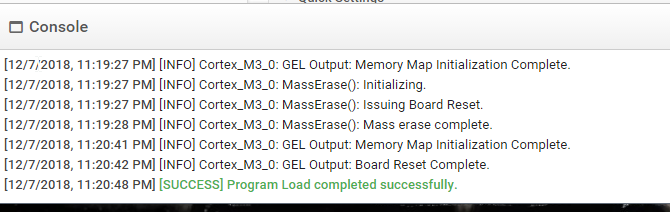 Quick Settings
Console
[12/7/2018, 11:19:27 PM] [INFO] Cortex_M3_0: GEL Output: Memory Map Initialization Complete.
[12/7/2018, 11:19:27 PM] [INFO] Cortex_M3_0: MassErase(): Initializing.
[12/7/2018, 11:19:27 PM] [INFO] Cortex_M3_0: MassErase(): Issuing Board Reset.
[12/7/2018, 11:19:28 PM] [INFO] Cortex_M3_0: MassErase(): Mass erase complete.
[12/7/2018, 11:20:41 PM] [INFO] Cortex_M3_0: GEL Output: Memory Map Initialization Complete.
[12/7/2018, 11:20:42 PM] [INFO] Cortex_M3_0: GEL Output: Board Reset Complete.
[12/7/2018, 11:20:48 PM] [SUCCESS] Program Load completed successfully.